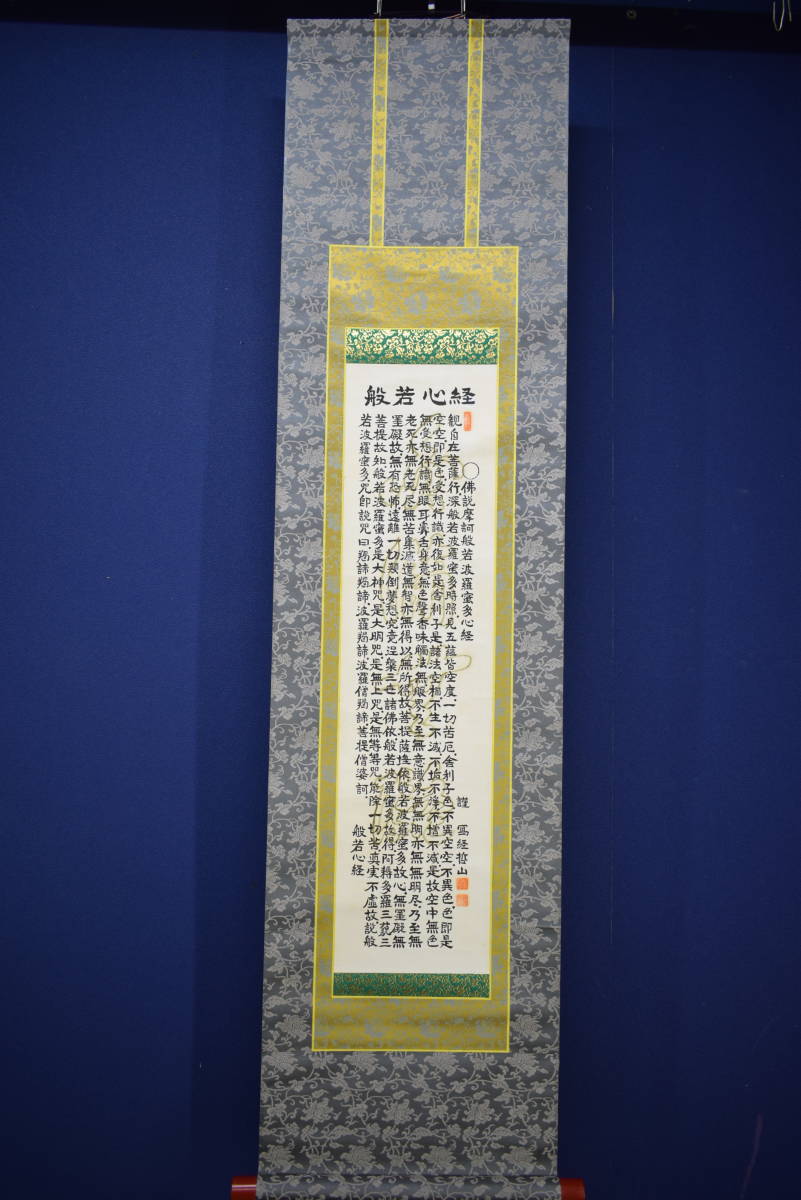 般若心経
佛説摩訶般若波羅蜜多心経
謹寫経哲山
観自在菩薩行深般若波羅蜜多時照見五蘊皆空度一切苦厄舎利子色不異空空不異色色即是
空空即是色受想行識亦復如是舎利子是諸法空相不生不滅不垢不浄不増不減是故空中無色
無受想行識無眼耳鼻舌身意無色聲香味觸法無眼界乃至無意識界無無明亦無無明尽乃至無
老死亦無老死尽無苦集滅道無智亦無得以無所得故菩提薩埵依般若波羅蜜多故心無罣礙無
罣礙故無有恐怖遠離一切顛倒夢想究竟涅槃三世諸佛依般若波羅蜜多故得阿耨多羅三藐三
菩提故知般若波羅蜜多是大神咒是大明咒是無上咒是無等等咒能除一切苦真実不虚故説般
若波羅蜜多咒即説咒曰羯諦羯諦波羅羯諦波羅僧羯諦菩提僧婆訶
般若心経